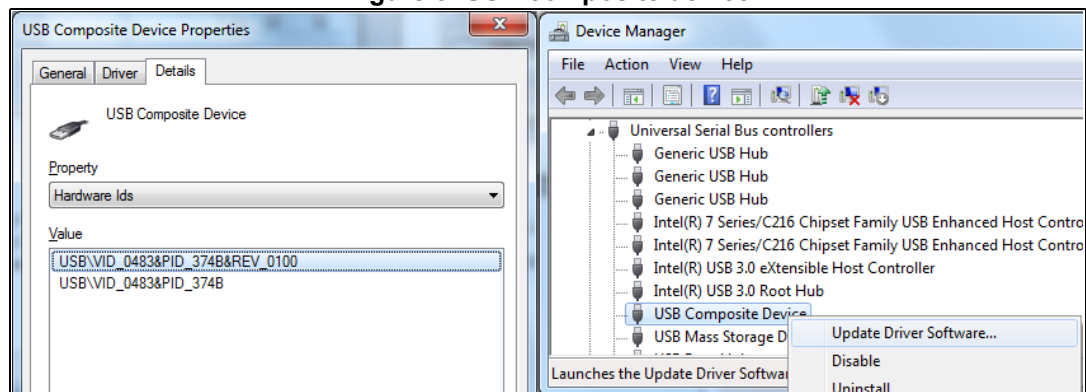 USB Composite Device Properties
General Driver Details
USB Composite Device
Property
Hardware Ids
Value
USB\VID_0483&PID_374B&REV_0100
USB\VID_0483&PID_374B
Device Manager
File Action View Help
Universal Serial Bus controllers
Generic USB Hub
Generic USB Hub
Generic USB Hub
Intel(R) 7 Series/C216 Chipset Family USB Enhanced Host Contro
Intel(R) 7 Series/C216 Chipset Family USB Enhanced Host Contro
Intel(R) USB 3.0 eXtensible Host Controller
Intel(R) USB 3.0 Root Hub
USB Composite Device
USB Mass Storage D
Launches the Update Driver Softwar
Update Driver Software...
Disable
Uninstall